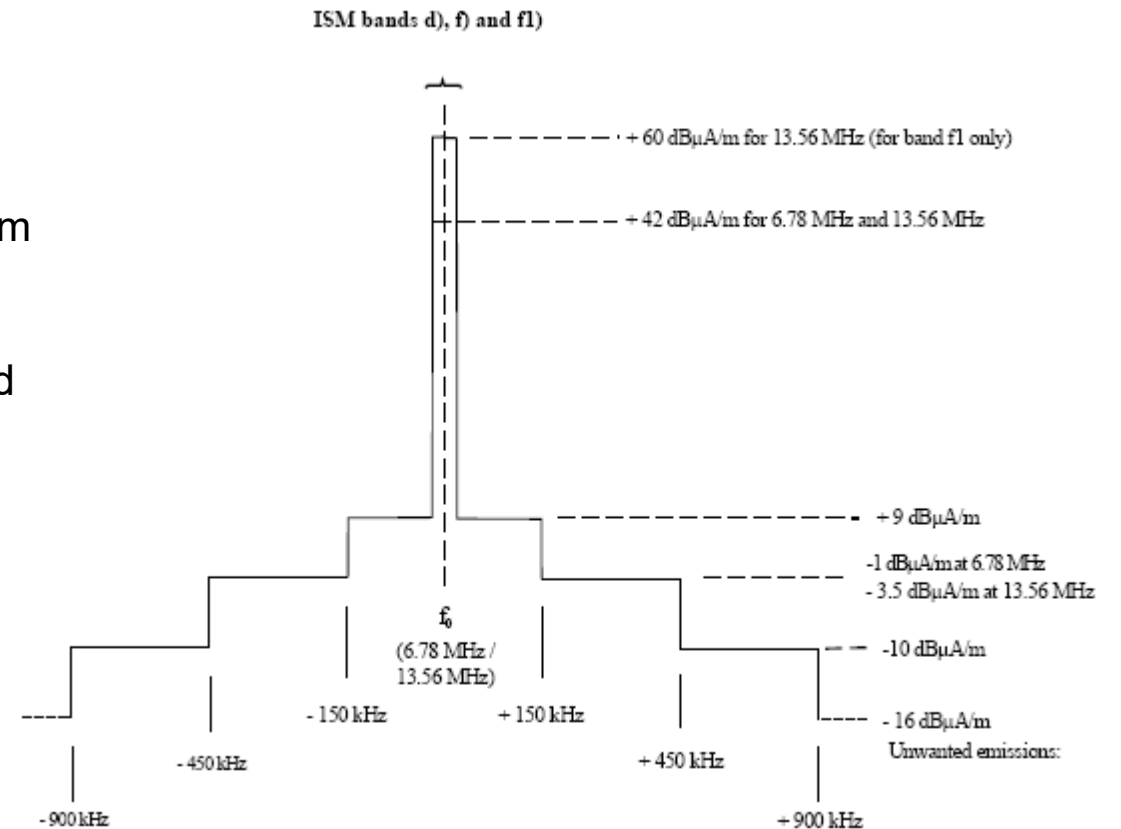 ISM bands d), f) and f1)
+ 60 dBµA/m for 13.56 MHz (for band f1 only)
m
+ 42 dBµA/m for 6.78 MHz and 13.56 MHz
d
+ 9 dBµA/m
-1 dBµA/m at 6.78 MHz
- 3.5 dBµA/m at 13.56 MHz
f₀
(6.78 MHz /
13.56 MHz)
-10 dBµA/m
- 150 kHz
+ 150 kHz
- 16 dBµA/m
Unwanted emissions:
- 450 kHz
+ 450 kHz
- 900 kHz
+ 900 kHz